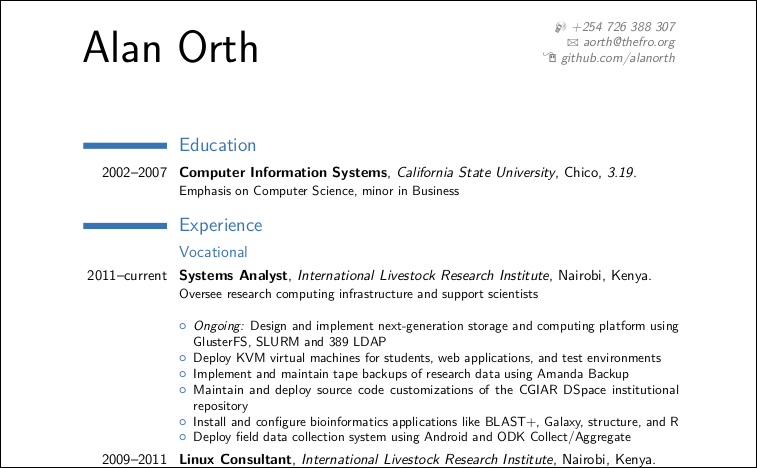 Alan Orth
+254 726 388 307
aorth@thefro.org
github.com/alanorth
Education
2002–2007 Computer Information Systems, California State University, Chico, 3.19.
Emphasis on Computer Science, minor in Business
Experience
Vocational
2011–current Systems Analyst, International Livestock Research Institute, Nairobi, Kenya.
Oversee research computing infrastructure and support scientists
Ongoing: Design and implement next-generation storage and computing platform using
GlusterFS, SLURM and 389 LDAP
Deploy KVM virtual machines for students, web applications, and test environments
Implement and maintain tape backups of research data using Amanda Backup
Maintain and deploy source code customizations of the CGIAR DSpace institutional
repository
Install and configure bioinformatics applications like BLAST+, Galaxy, structure, and R
Deploy field data collection system using Android and ODK Collect/Aggregate
2009–2011 Linux Consultant, International Livestock Research Institute, Nairobi, Kenya.